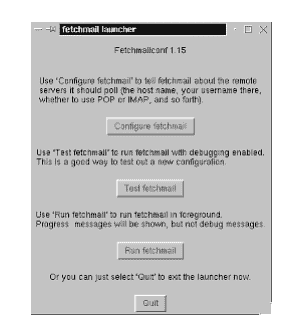 fetchmail launcher
Fetchmailconf 1.15
Use 'Configure fetchmail' to tell fetchmail about the remote
servers it should poll (the host name, your username there,
whether to use POP or IMAP, and so forth).
Configure fetchmail
Use 'Test fetchmail' to run fetchmail with debugging enabled.
This is a good way to test out a new configuration.
Test fetchmail
Use 'Run fetchmail' to run fetchmail in foreground.
Progress messages will be shown, but not debug messages.
Run fetchmail
Or you can just select 'Quit' to exit the launcher now.
Quit